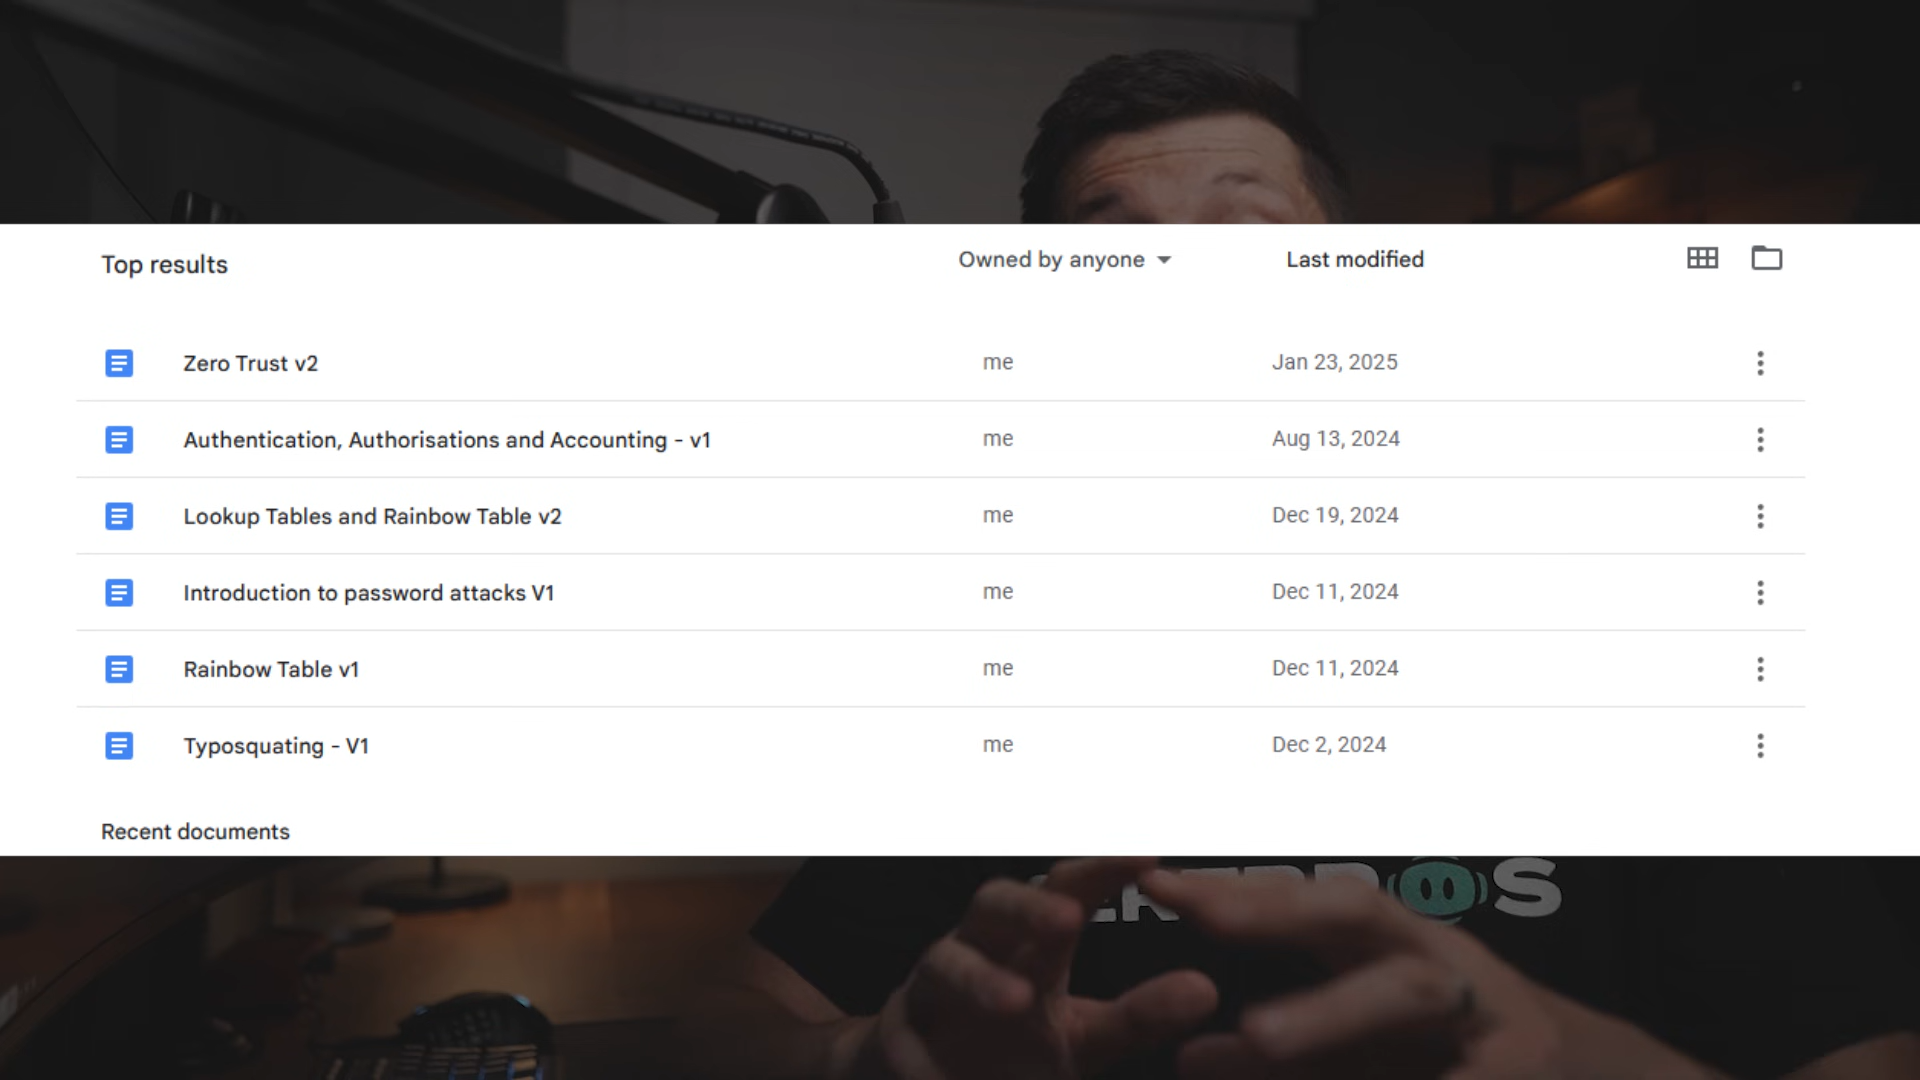 Top results
Owned by anyone
Last modified
Zero Trust v2
me
Jan 23, 2025
Authentication, Authorisations and Accounting - v1
me
Aug 13, 2024
Lookup Tables and Rainbow Table v2
me
Dec 19, 2024
Introduction to password attacks V1
me
Dec 11, 2024
Rainbow Table v1
me
Dec 11, 2024
Typosquating - V1
me
Dec 2, 2024
Recent documents